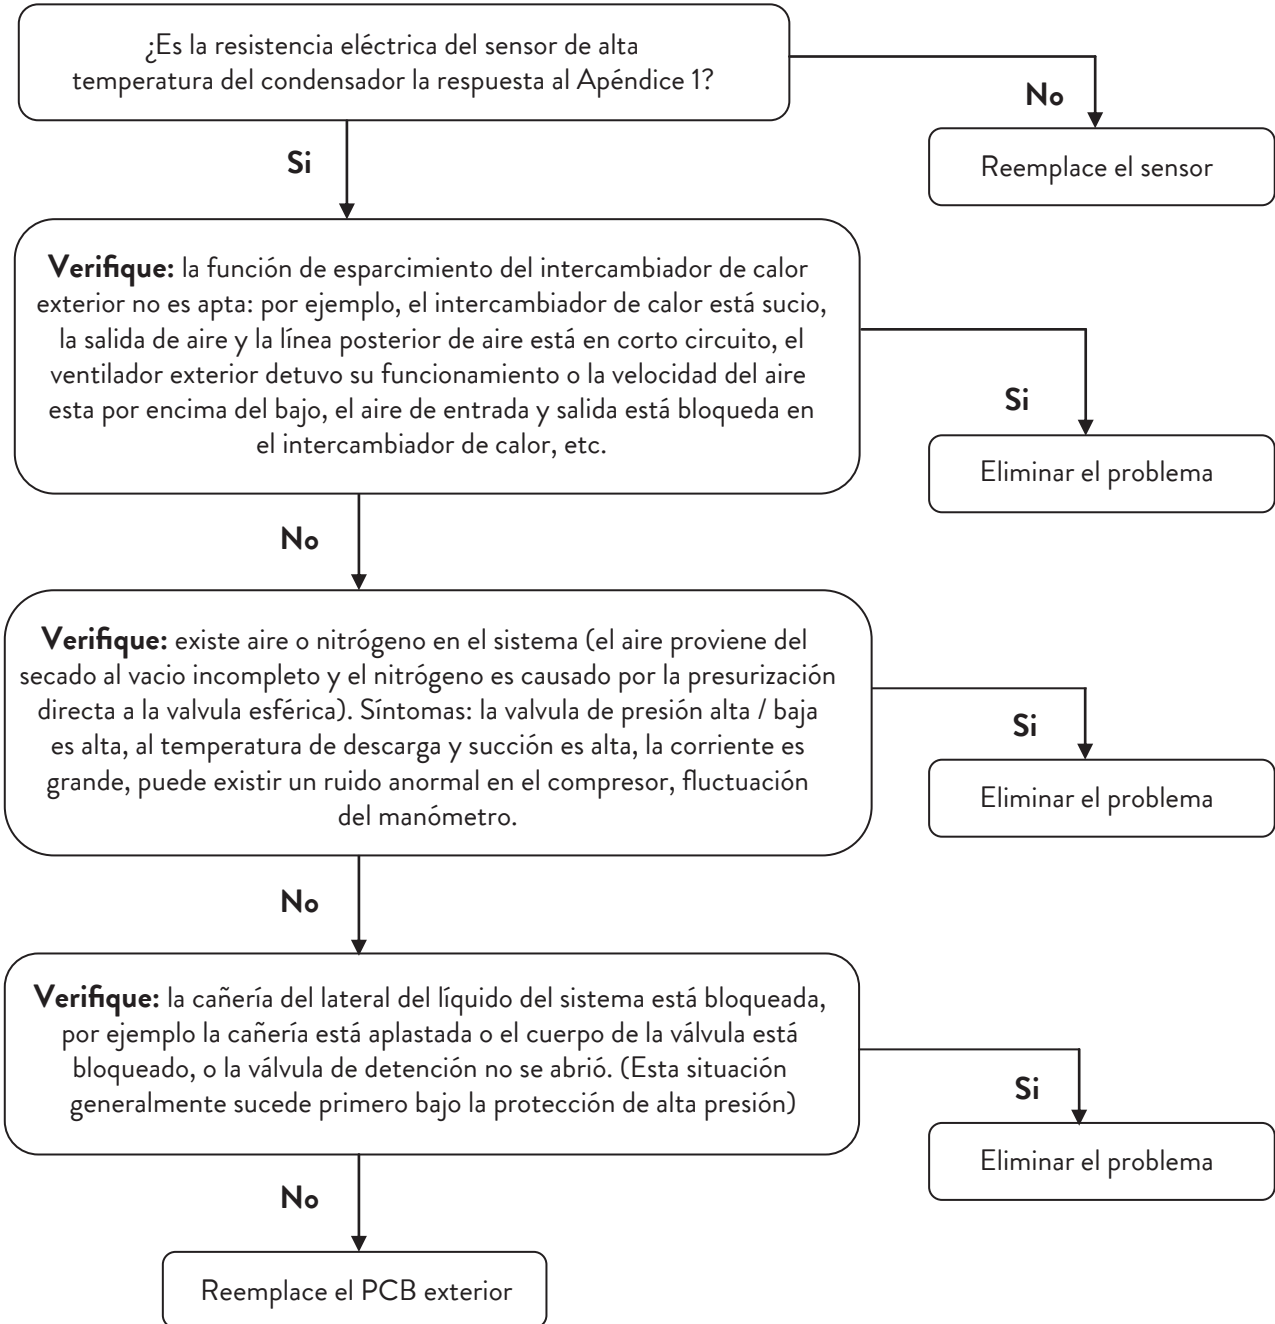 ¿Es la resistencia eléctrica del sensor de alta
temperatura del condensador la respuesta al Apéndice 1?
No
Reemplace el sensor
Si
Verifique: la función de esparcimiento del intercambiador de calor
exterior no es apta: por ejemplo, el intercambiador de calor está sucio,
la salida de aire y la línea posterior de aire está en corto circuito, el
ventilador exterior detuvo su funcionamiento o la velocidad del aire
esta por encima del bajo, el aire de entrada y salida está bloqueda en
el intercambiador de calor, etc.
Si
Eliminar el problema
No
Verifique: existe aire o nitrógeno en el sistema (el aire proviene del
secado al vacio incompleto y el nitrógeno es causado por la presurización
directa a la valvula esférica). Síntomas: la valvula de presión alta / baja
es alta, al temperatura de descarga y succión es alta, la corriente es
grande, puede existir un ruido anormal en el compresor, fluctuación
del manómetro.
Si
Eliminar el problema
No
Verifique: la cañería del lateral del líquido del sistema está bloqueada,
por ejemplo la cañería está aplastada o el cuerpo de la válvula está
bloqueado, o la válvula de detención no se abrió. (Esta situación
generalmente sucede primero bajo la protección de alta presión)
Si
Eliminar el problema
No
Reemplace el PCB exterior